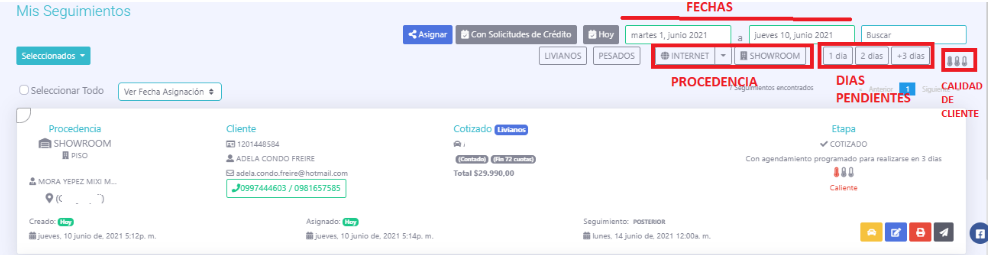 Mis Seguimientos
FECHAS
Asignar
Con Solicitudes de Crédito
Hoy
martes 1, junio 2021
a
jueves 10, junio 2021
Buscar
Seleccionados
LIVIANOS
PESADOS
INTERNET
SHOWROOM
1 día
2 días
+3 días
Seleccionar Todo
Ver Fecha Asignación
PROCEDENCIA
Seguimientos encontrados
DIAS
PENDIENTES
Anterior
1
CALIDAD
DE
CLIENTE
Procedencia
SHOWROOM
PISO
MORA YEPEZ MIXI M...
Cliente
1201448584
ADELA CONDO FREIRE
adela.condo.freire@hotmail.com
0997444603 / 0981657585
Cotizado Livianos
(Contado) (Fin 72 cuotas)
Total $29.990,00
Etapa
COTIZADO
Con agendamiento programado para realizarse en 3 días
Caliente
Creado: Hoy
jueves, 10 junio de, 2021 5:12p. m.
Asignado: Hoy
jueves, 10 junio de, 2021 5:14p. m.
Seguimiento: POSTERIOR
lunes, 14 junio de, 2021 12:00a. m.